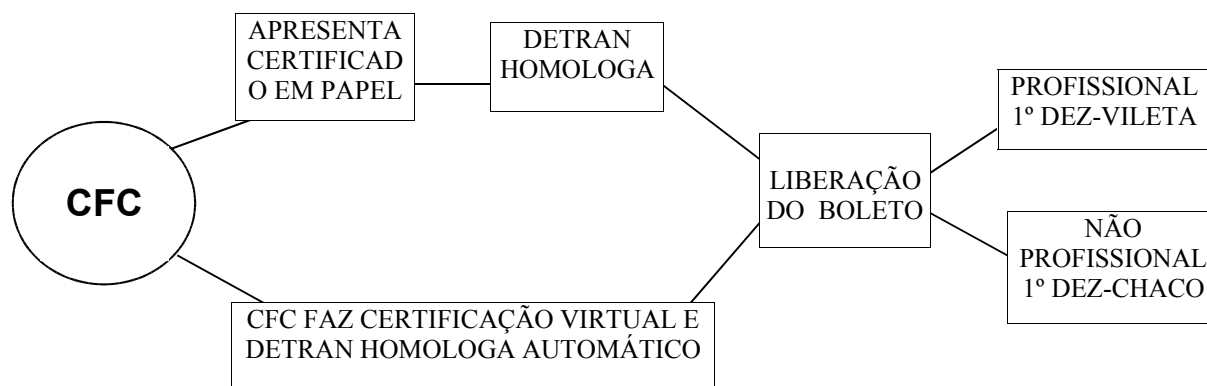 APRESENTA
CERTIFICAD
O EM PAPEL
DETRAN
HOMOLOGA
PROFISSIONAL
1º DEZ-VILETA
CFC
LIBERAÇÃO
DO BOLETO
NÃO
PROFISSIONAL
1º DEZ-CHACO
CFC FAZ CERTIFICAÇÃO VIRTUAL E
DETRAN HOMOLOGA AUTOMÁTICO